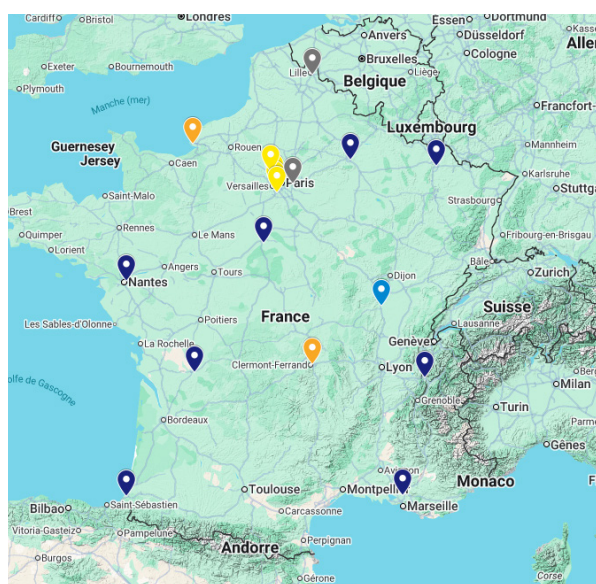 Cardiff
Bristol
Londres
Essen
Dortmund
Anvers
Düsseldorf
Exeter
Bournemouth
Lille
Bruxelles
Cologne
Aller
Plymouth
Belgique
Liège
Manche (mer)
Francfort-
Guernesey
Jersey
Rouen
Luxembourg
Caen
Mannheim
Versailles
Paris
Karlsruhe
Saint-Malo
Strasbourg
Stuttga
Brest
Rennes
Le Mans
Quimper
Lorient
Fribourg-en-Brisgau
Angers
Tours
Dijon
Bâle
Zurich
Nantes
Suisse
Les Sables-d'Olonne
Poitiers
France
Lausanne
La Rochelle
Genève
Clermont-Ferrand
Lyon
olfe de Gascogne
Grenoble
Milan
Turin
Bordeaux
Parme
Gênes
Avignon
Monaco
Toulouse
Montpellier
Bilbao
Saint-Sébastien
Marseille
Vitoria-Gasteiz
Pampelune
Carcassonne
Perpignan
Andorre
Burgos
Gérone
Corse